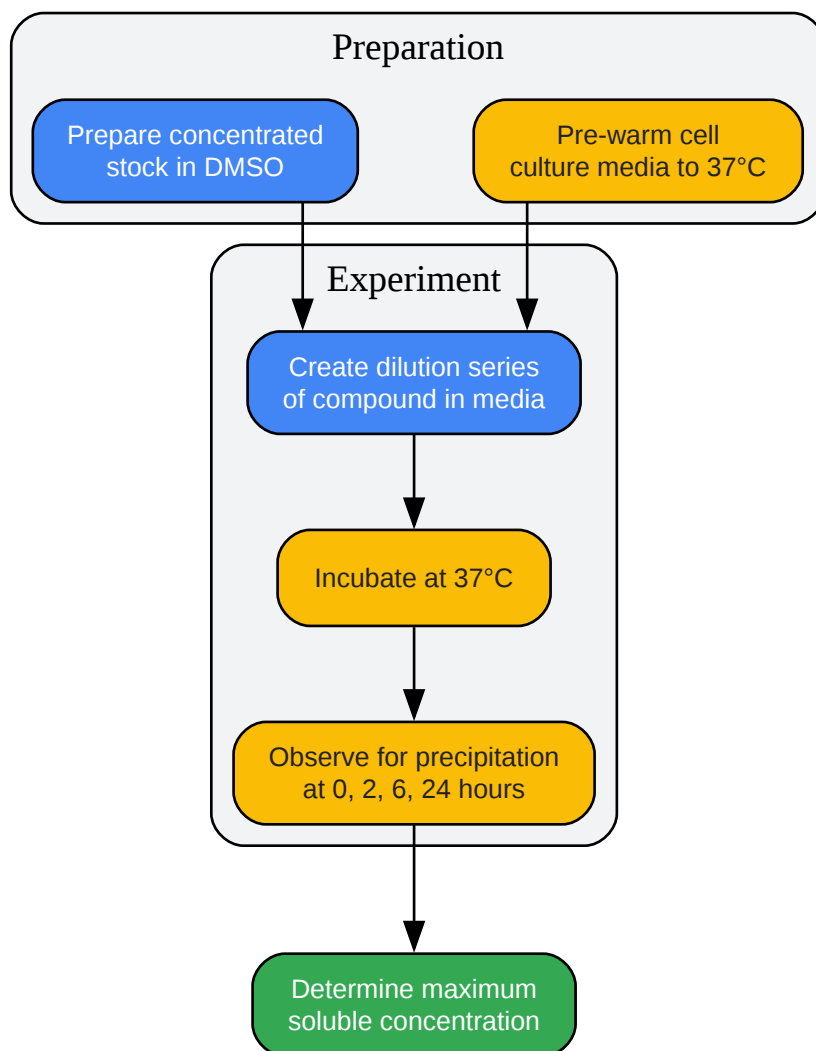 Preparation
Prepare concentrated
stock in DMSO
Pre-warm cell
culture media to 37°C
Experiment
Create dilution series
of compound in media
Incubate at 37°C
Observe for precipitation
at 0, 2, 6, 24 hours
Determine maximum
soluble concentration